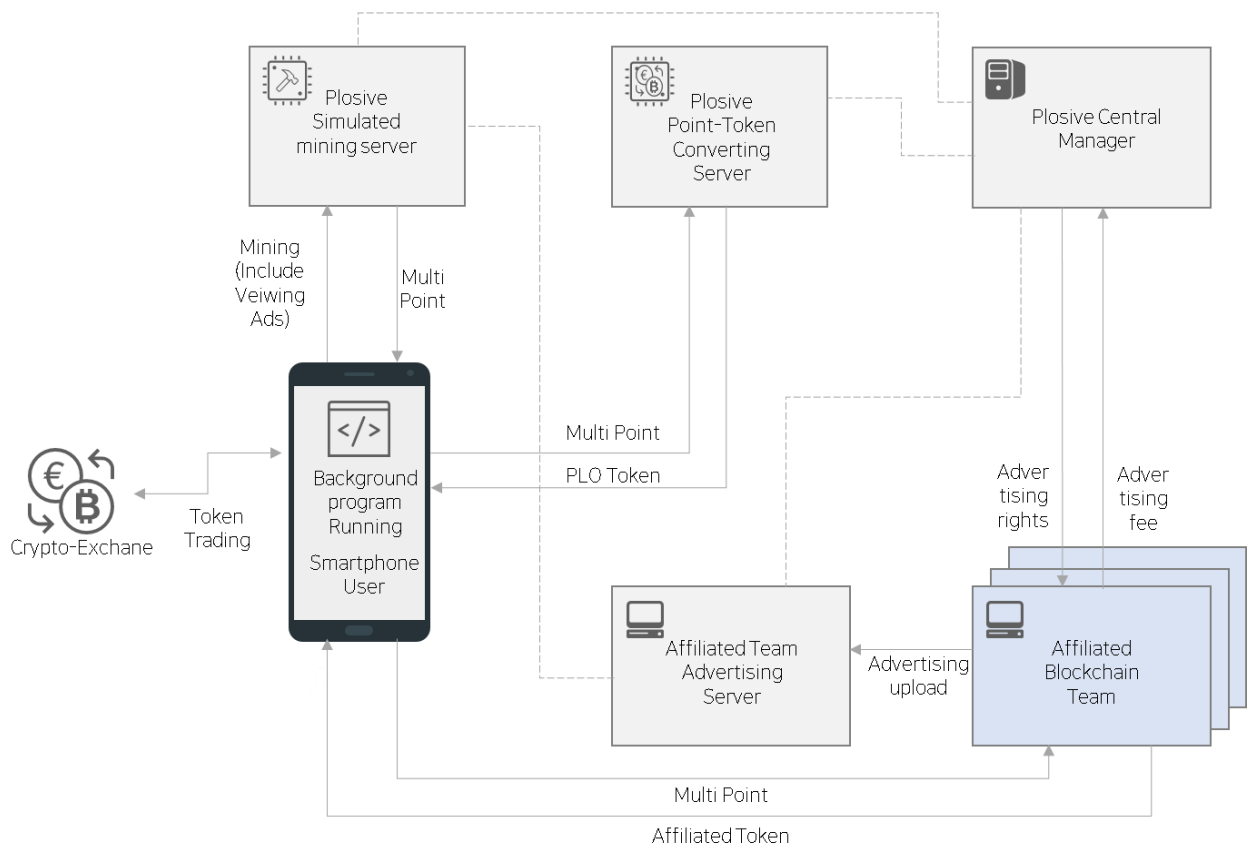 Plosive
Simulated
mining server
Plosive
Point-Token
Converting
Server
Plosive Central
Manager
Mining
(Include
Veiwing
Ads)
Multi
Point
</>
Background
program
Running
Smartphone
User
Multi Point
PLO Token
€
Crypto-Exchane
Token
Trading
Adver
tising
rights
Adver
tising
fee
Affiliated Team
Advertising
Server
Advertising
upload
Affiliated
Blockchain
Team
Multi Point
Affiliated Token